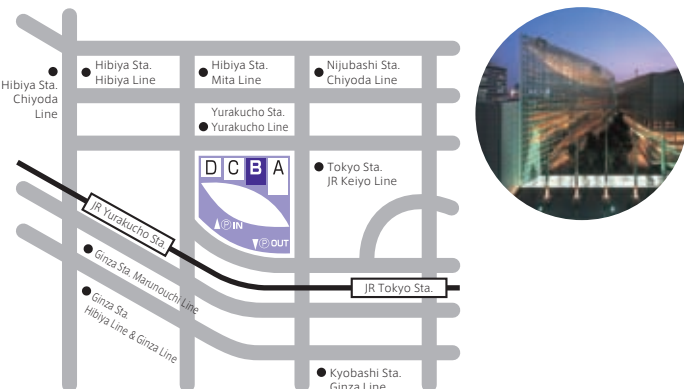 Hibiya Sta.
Hibiya Line
Hibiya Sta.
Mita Line
Nijubashi Sta.
Chiyoda Line
Hibiya Sta.
Chiyoda
Line
Yurakucho Sta.
Yurakucho Line
D C B A
Tokyo Sta.
JR Keiyo Line
P IN
P OUT
JR Yurakucho Sta.
Ginza Sta. Marunouchi Line
JR Tokyo Sta.
Ginza Sta.
Hibiya Line & Ginza Line
Kyobashi Sta.
Ginza Line